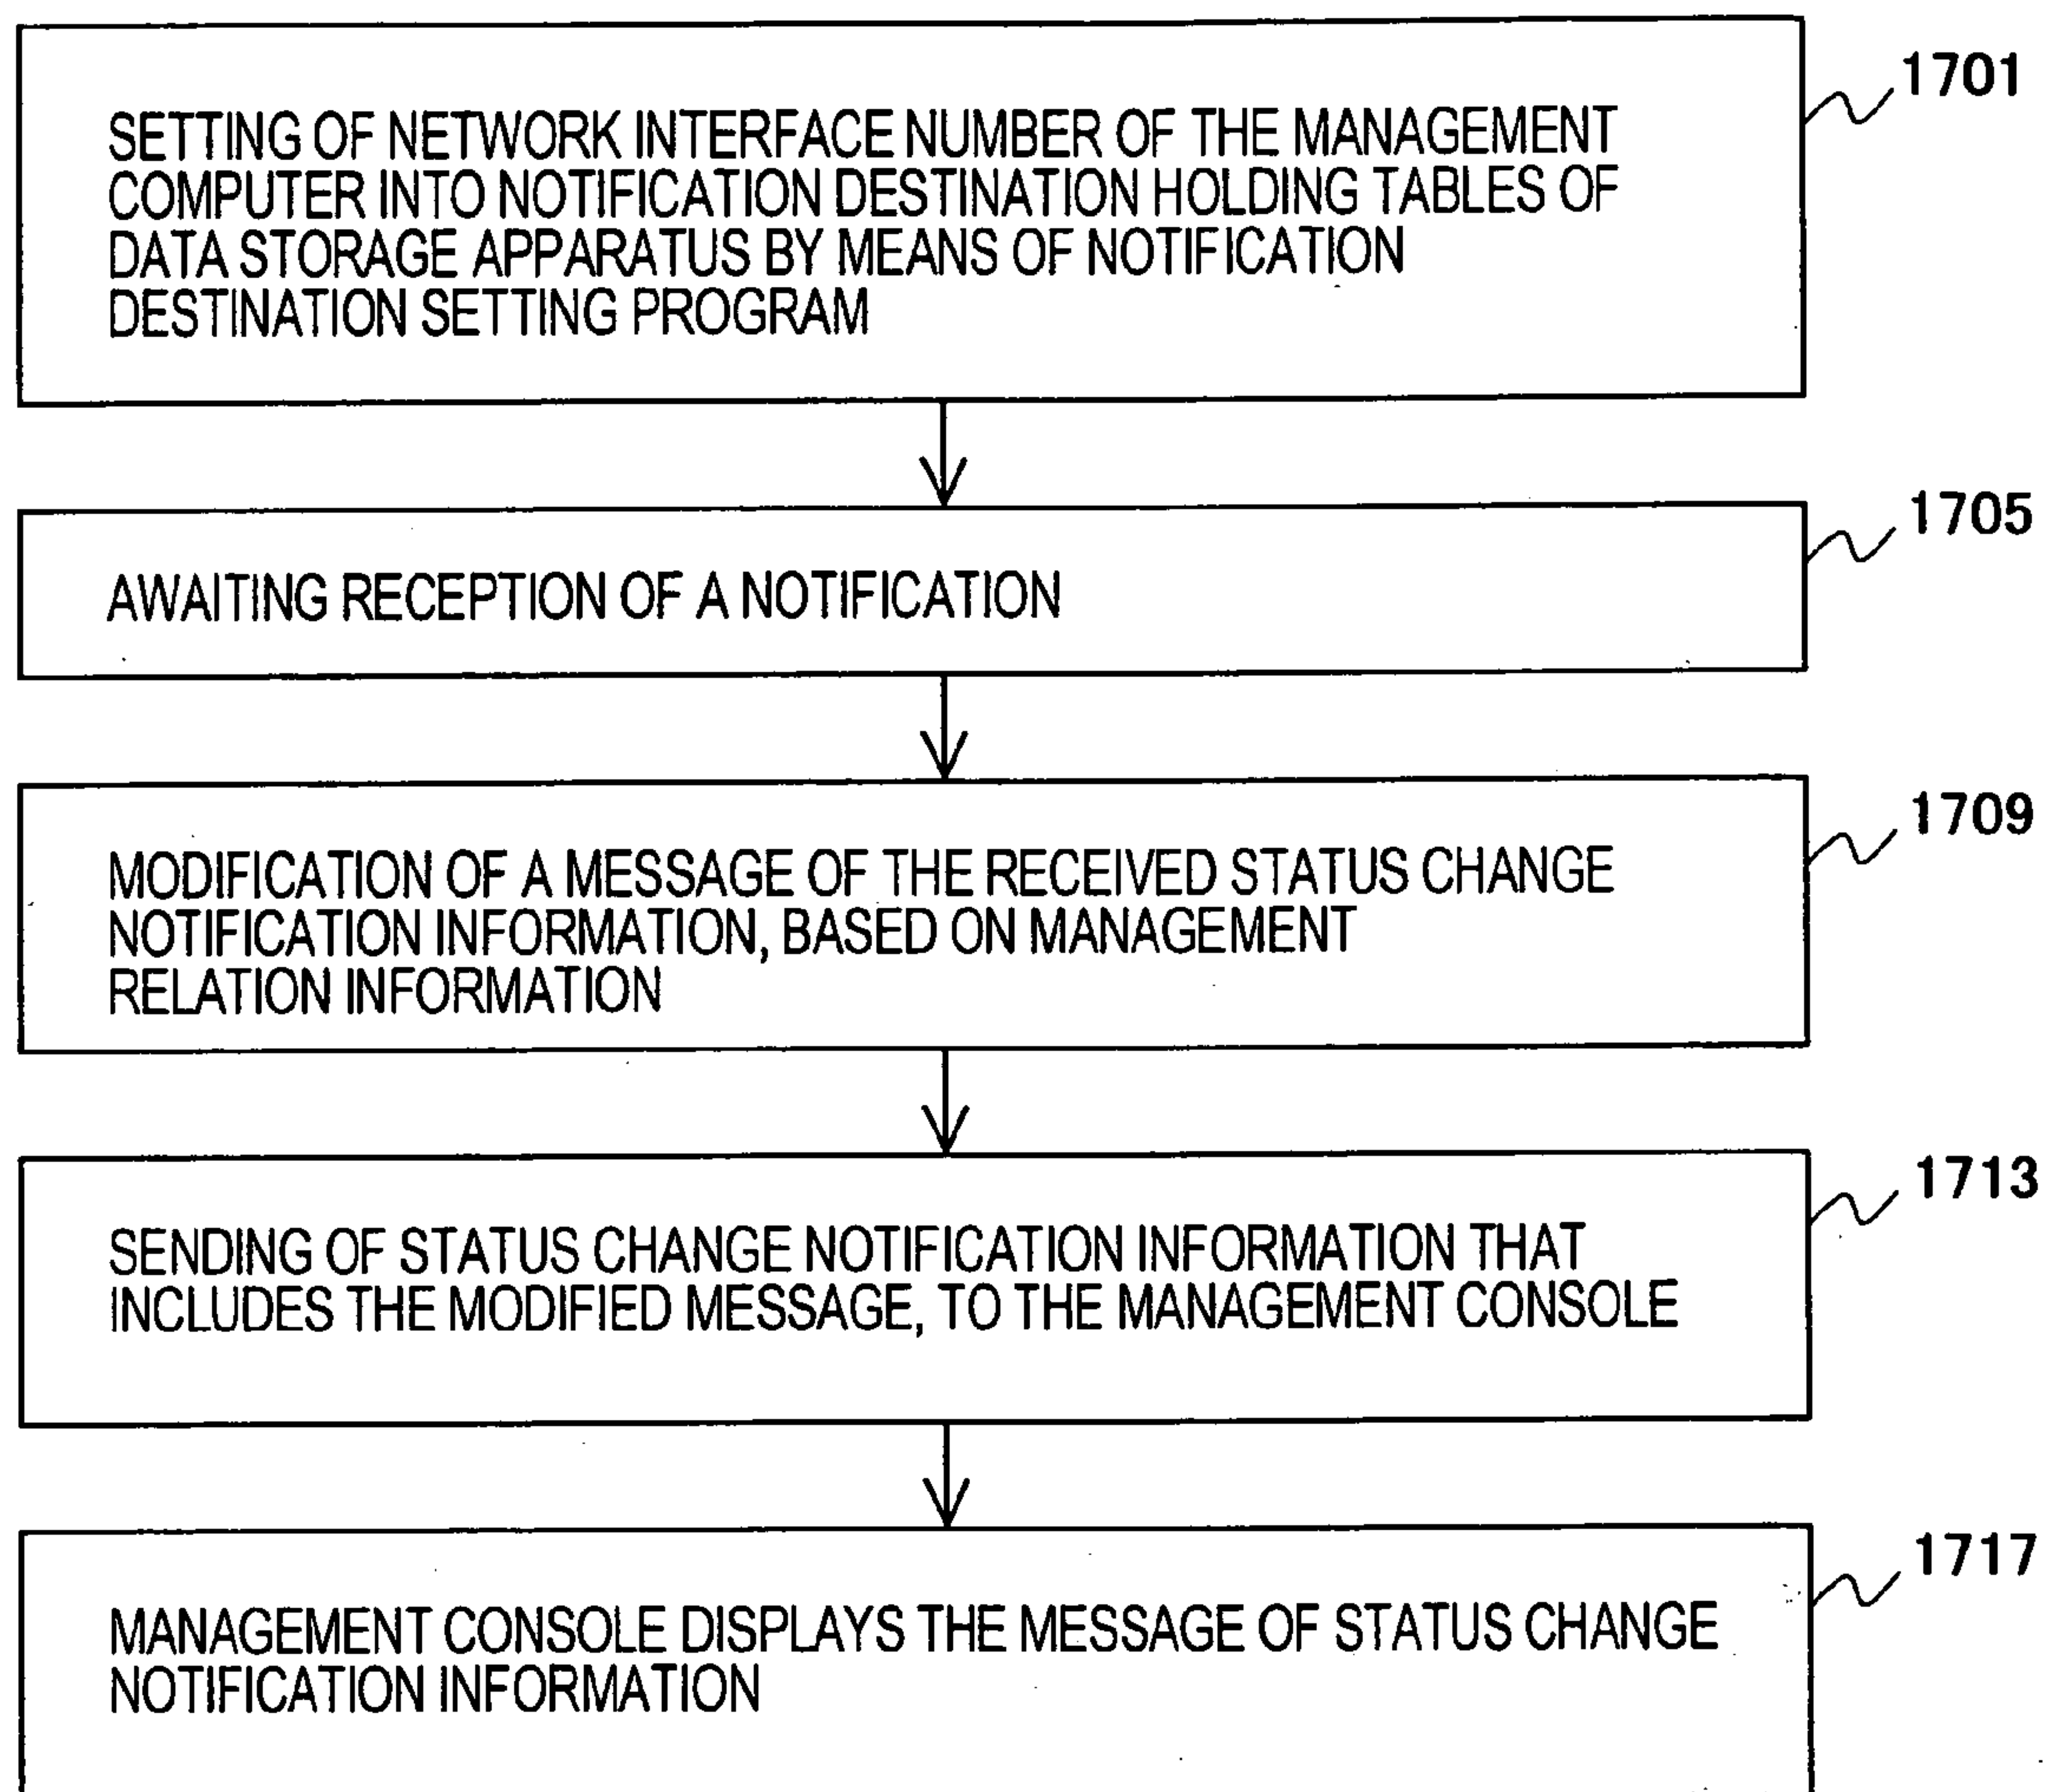 1701
SETTING OF NETWORK INTERFACE NUMBER OF THE MANAGEMENT
COMPUTER INTO NOTIFICATION DESTINATION HOLDING TABLES OF
DATA STORAGE APPARATUS BY MEANS OF NOTIFICATION
DESTINATION SETTING PROGRAM
1705
AWAITING RECEPTION OF A NOTIFICATION
1709
MODIFICATION OF A MESSAGE OF THE RECEIVED STATUS CHANGE
NOTIFICATION INFORMATION, BASED ON MANAGEMENT
RELATION INFORMATION
1713
SENDING OF STATUS CHANGE NOTIFICATION INFORMATION THAT
INCLUDES THE MODIFIED MESSAGE, TO THE MANAGEMENT CONSOLE
1717
MANAGEMENT CONSOLE DISPLAYS THE MESSAGE OF STATUS CHANGE
NOTIFICATION INFORMATION